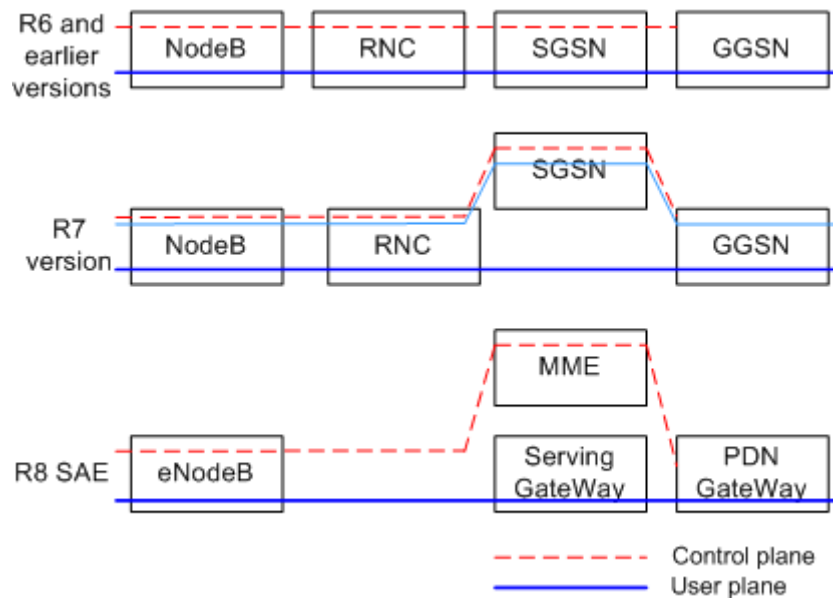 R6 and
earlier
versions
NodeB
RNC
SGSN
GGSN
R7
version
NodeB
RNC
SGSN
GGSN
R8 SAE
eNodeB
MME
Serving
GateWay
PDN
GateWay
Control plane
User plane